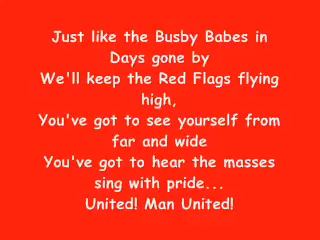 Just like the Busby Babes in
Days gone by
We'll keep the Red Flags flying
high,
You've got to see yourself from
far and wide
You've got to hear the masses
sing with pride...
United! Man United!